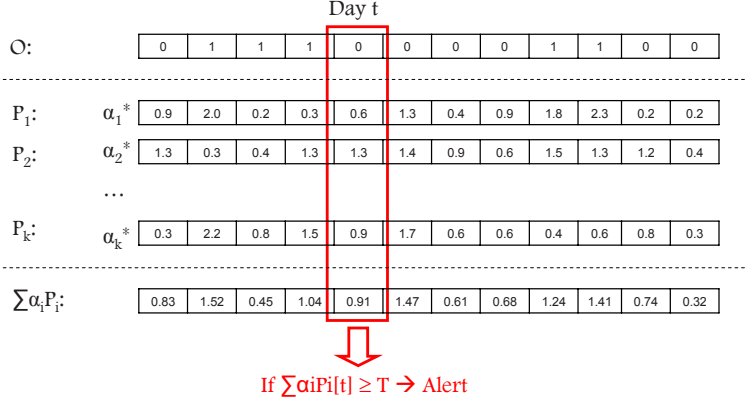 Day t
O: 0 1 1 1 0 0 0 0 1 1 0 0
P₁: α₁* 0.9 2.0 0.2 0.3 0.6 1.3 0.4 0.9 1.8 2.3 0.2 0.2
P₂: α₂* 1.3 0.3 0.4 1.3 1.3 1.4 0.9 0.6 1.5 1.3 1.2 0.4
...
Pₖ: αₖ* 0.3 2.2 0.8 1.5 0.9 1.7 0.6 0.6 0.4 0.6 0.8 0.3
∑αᵢPᵢ: 0.83 1.52 0.45 1.04 0.91 1.47 0.61 0.68 1.24 1.41 0.74 0.32
If ∑αiPi[t] ≥ T → Alert